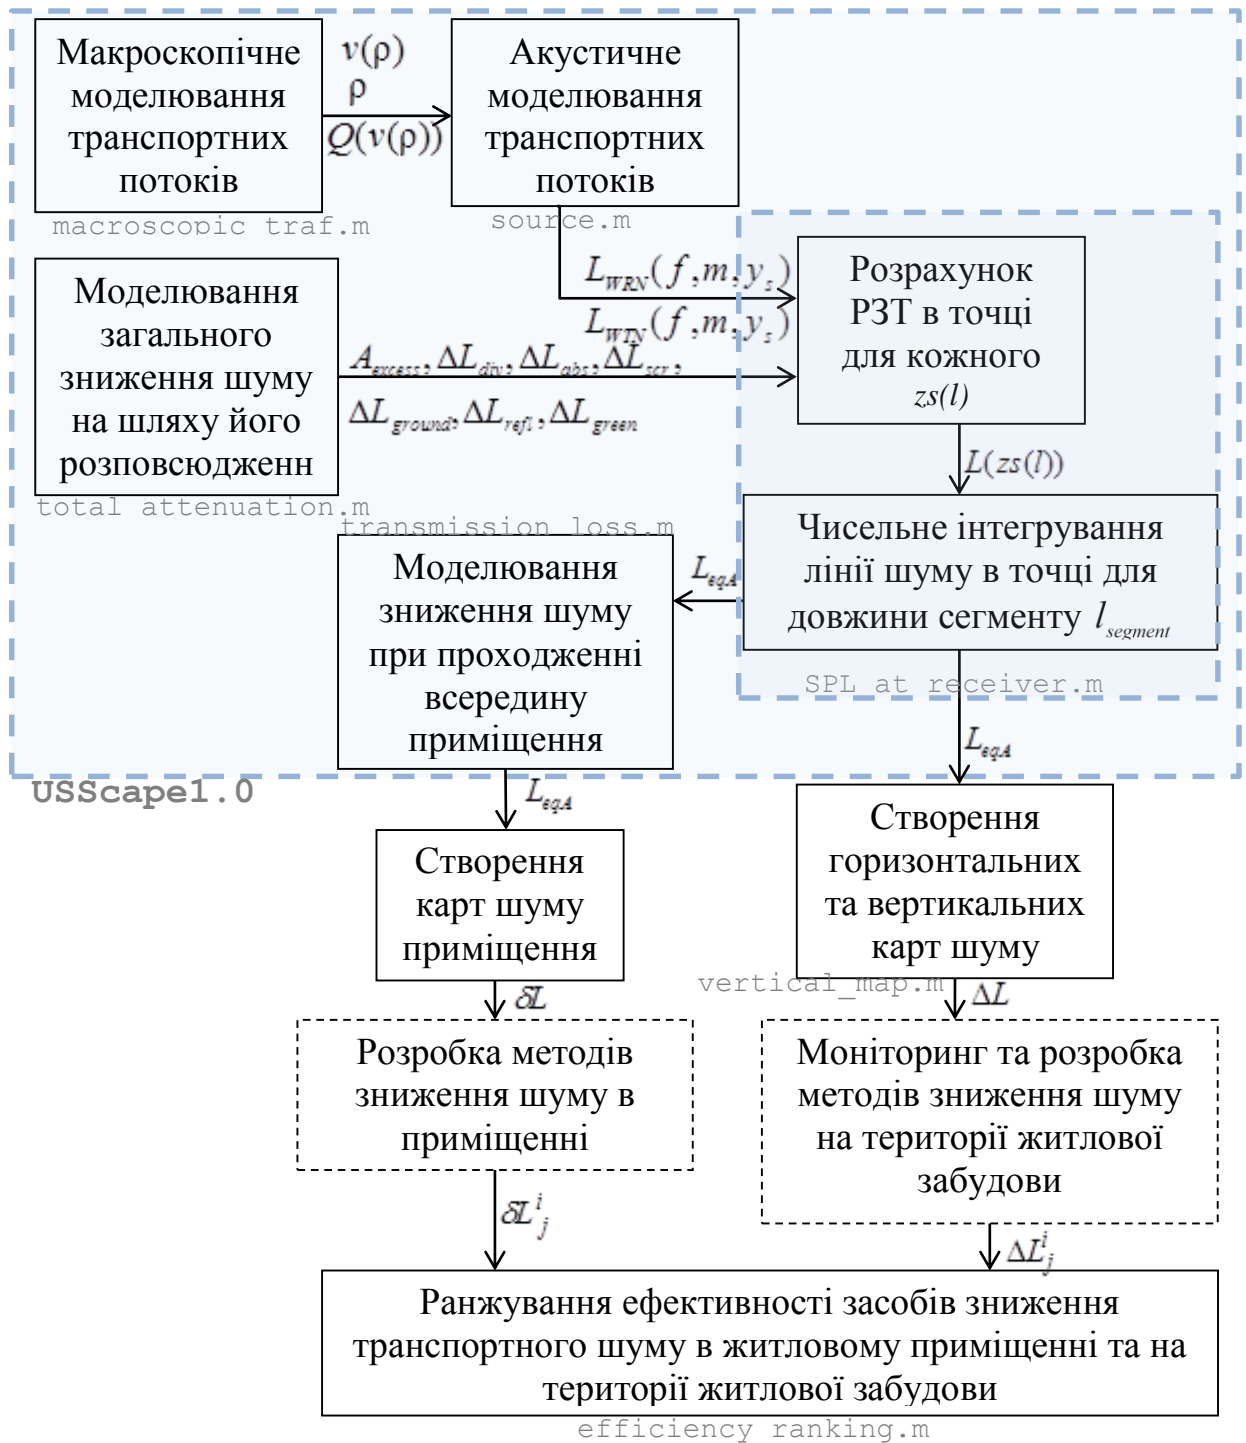 Макроскопічне
моделювання
транспортних
потоків
macroscopic traf.m
v(ρ)
ρ
Q(v(ρ))
Акустичне
моделювання
транспортних
потоків
source.m
L_WRN(f,m,y_s)
L_WTN(f,m,y_s)
Моделювання
загального
зниження шуму
на шляху його
розповсюдженн
total attenuation.m
A_excess, ΔL_div, ΔL_abs, ΔL_scr,
ΔL_ground, ΔL_refl, ΔL_green
Розрахунок
РЗТ в точці
для кожного
zs(l)
L(zs(l))
Чисельне інтегрування
лінії шуму в точці для
довжини сегменту l_segment
SPL at receiver.m
L_eqA
transmission loss.m
Моделювання
зниження шуму
при проходженні
всередину
приміщення
USScape1.0
L_eqA
L_eqA
Створення
карт шуму
приміщення
δL
Створення
горизонтальних
та вертикальних
карт шуму
vertical_map.m
ΔL
Розробка методів
зниження шуму в
приміщенні
δL^i_j
Моніторинг та розробка
методів зниження шуму
на території житлової
забудови
ΔL^i_j
Ранжування ефективності засобів зниження
транспортного шуму в житловому приміщенні та на
території житлової забудови
efficiency ranking.m